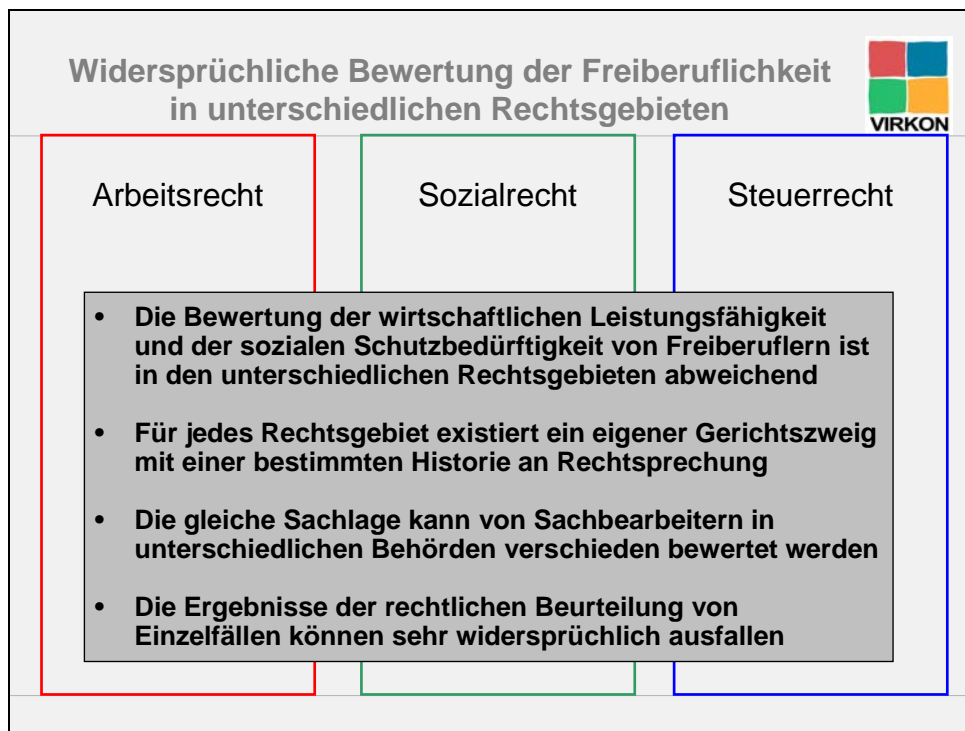 Widersprüchliche Bewertung der Freiberuflichkeit
in unterschiedlichen Rechtsgebieten
VIRKON
Arbeitsrecht
Sozialrecht
Steuerrecht
• Die Bewertung der wirtschaftlichen Leistungsfähigkeit
und der sozialen Schutzbedürftigkeit von Freiberuflern ist
in den unterschiedlichen Rechtsgebieten abweichend
• Für jedes Rechtsgebiet existiert ein eigener Gerichtszweig
mit einer bestimmten Historie an Rechtsprechung
• Die gleiche Sachlage kann von Sachbearbeitern in
unterschiedlichen Behörden verschieden bewertet werden
• Die Ergebnisse der rechtlichen Beurteilung von
Einzelfällen können sehr widersprüchlich ausfallen